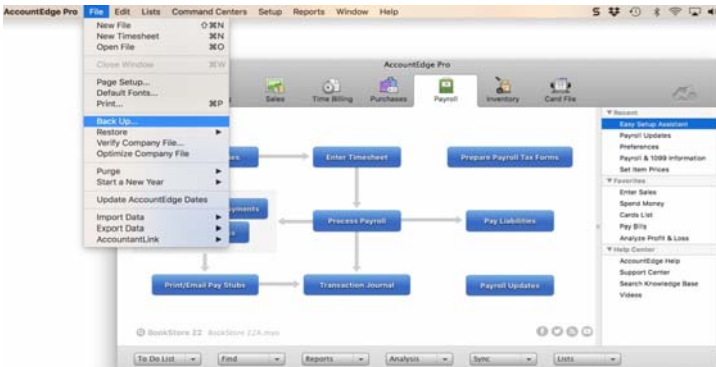 AccountEdge Pro File Edit Lists Command Centers Setup Reports Window Help
New File ⇧⌘N
New Timesheet ⌘N
Open File ⌘O
Close Window ⌘W
Page Setup...
Default Fonts...
Print... ⌘P
Back Up...
Restore
Verify Company File...
Optimize Company File
Purge
Start a New Year
Update AccountEdge Dates
Import Data
Export Data
AccountantLink
AccountEdge Pro
Sales Time Billing Purchases Payroll Inventory Card File
Enter Timesheet Prepare Payroll Tax Forms
Process Payroll Pay Liabilities
Print/Email Pay Stubs Transaction Journal Payroll Updates
BookStore 22 BookStore 22A.myo
To Do List Find Reports Analysis Sync Lists
Recent
Easy Setup Assistant
Payroll Updates
Preferences
Payroll & 1099 Information
Set Item Prices
Favorites
Enter Sales
Spend Money
Cards List
Pay Bills
Analyze Profit & Loss
Help Center
AccountEdge Help
Support Center
Search Knowledge Base
Videos